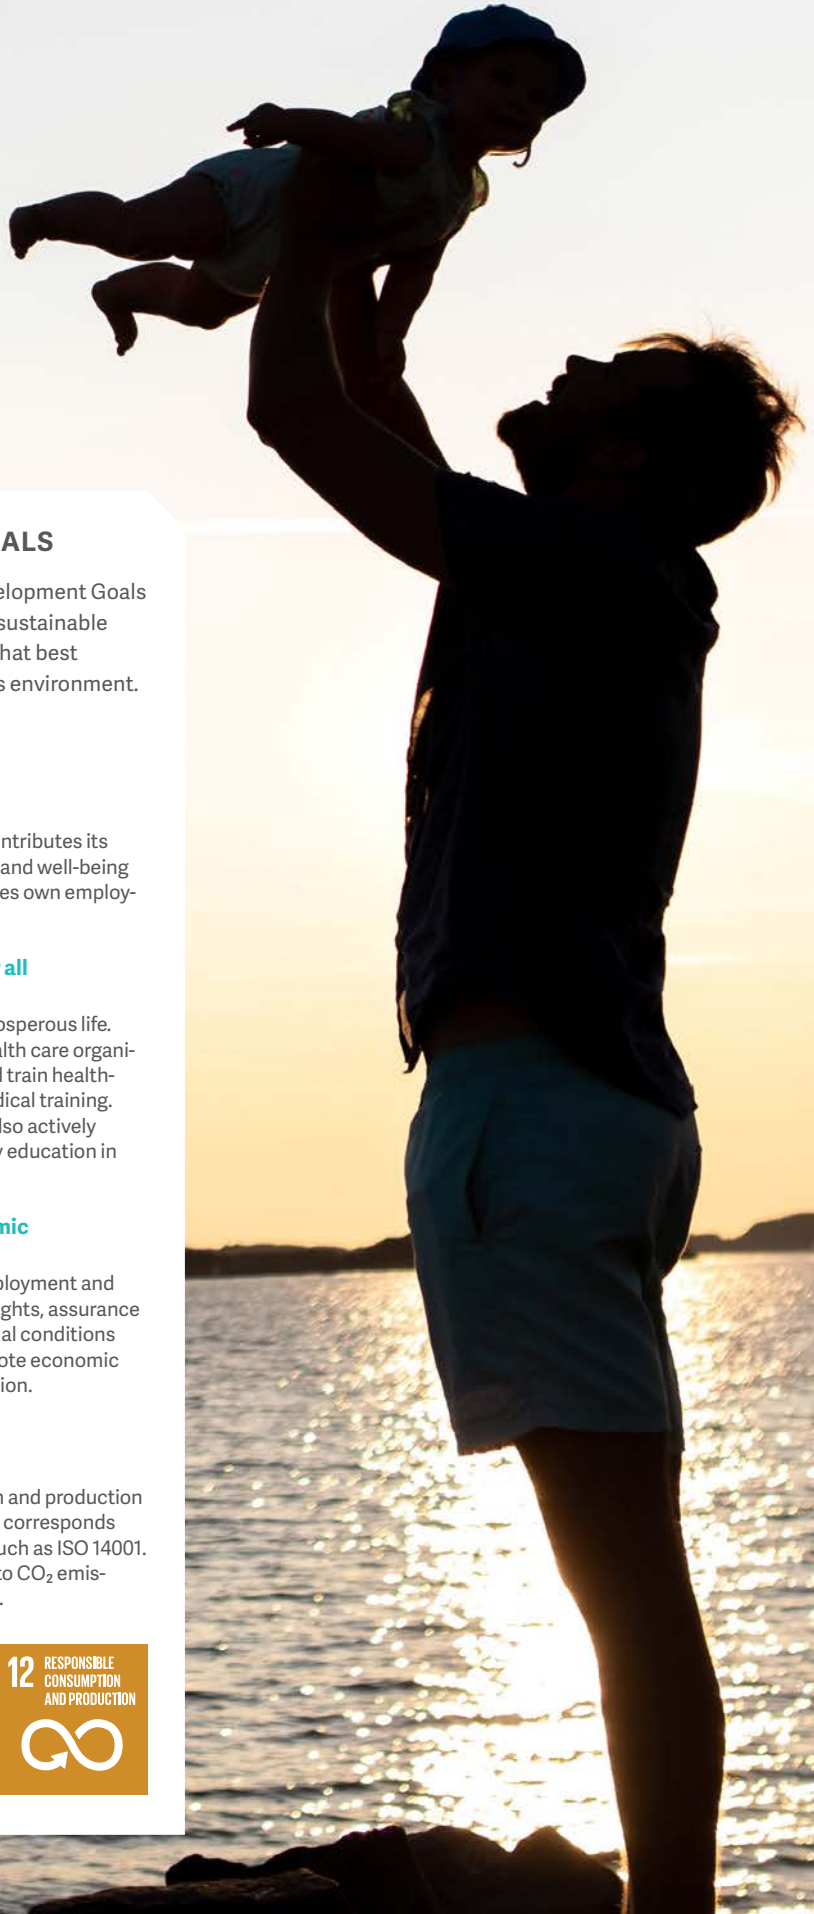 ALS
elopment Goals
sustainable
hat best
s environment.
ntributes its
and well-being
es own employ-
all
osperous life.
alth care organi-
l train health-
dical training.
lso actively
y education in
mic
ployment and
ghts, assurance
al conditions
ote economic
tion.
n and production
corresponds
uch as ISO 14001.
to CO₂ emis-
.
12 RESPONSIBLE
CONSUMPTION
AND PRODUCTION